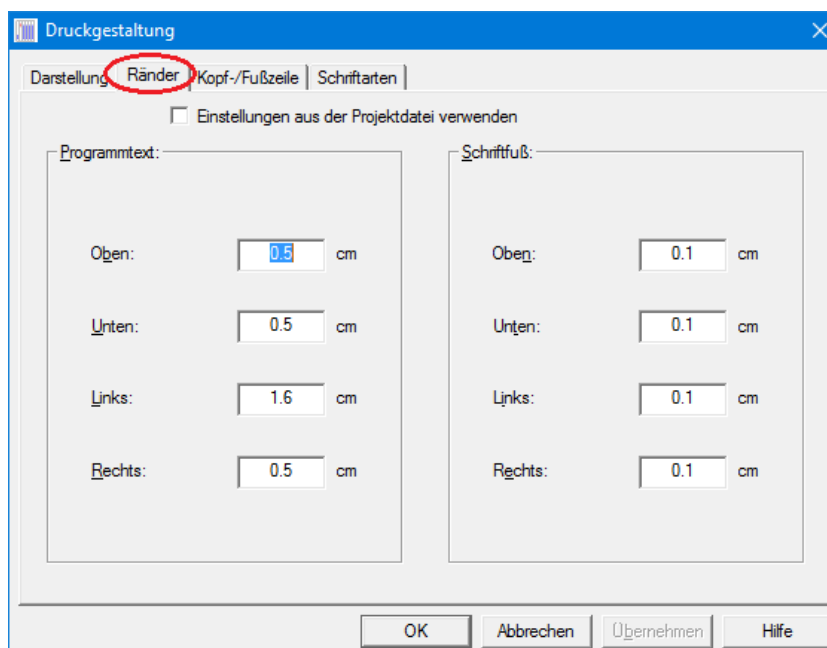 Druckgestaltung
Darstellung Ränder Kopf-/Fußzeile Schriftarten
Einstellungen aus der Projektdatei verwenden
Programmtext: Schriftfuß:
Oben: 0.5 cm Oben: 0.1 cm
Unten: 0.5 cm Unten: 0.1 cm
Links: 1.6 cm Links: 0.1 cm
Rechts: 0.5 cm Rechts: 0.1 cm
OK Abbrechen Übernehmen Hilfe